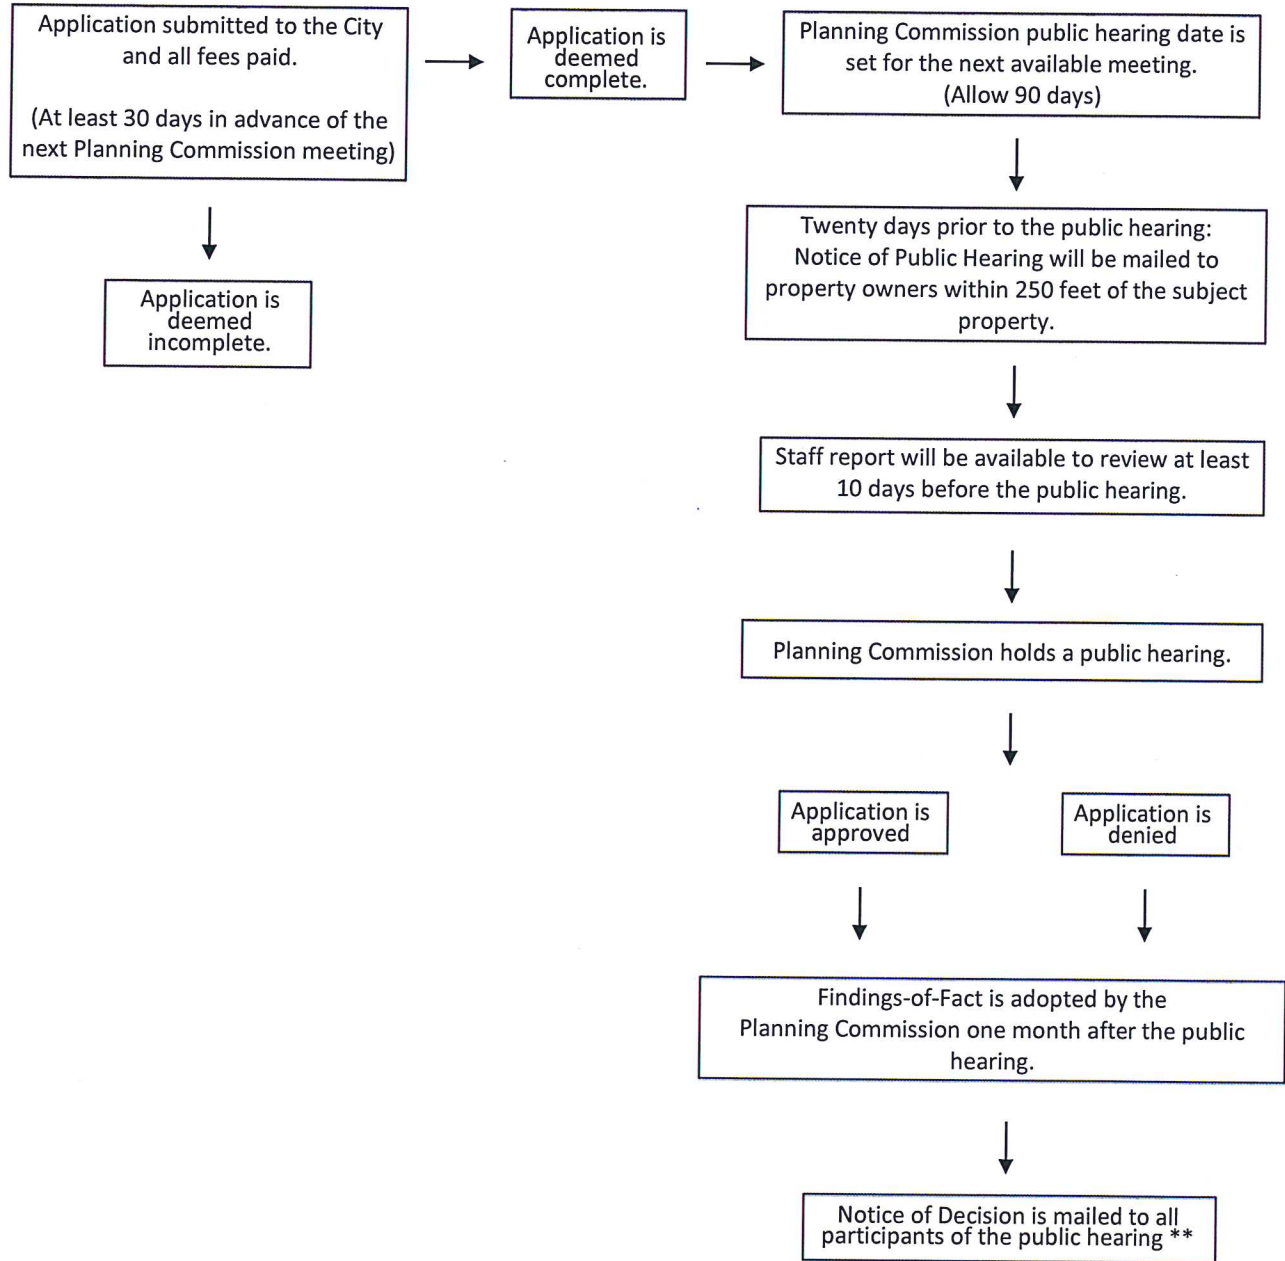 Application submitted to the City
and all fees paid.
(At least 30 days in advance of the
next Planning Commission meeting)
Application is
deemed
complete.
Planning Commission public hearing date is
set for the next available meeting.
(Allow 90 days)
Application is
deemed
incomplete.
Twenty days prior to the public hearing:
Notice of Public Hearing will be mailed to
property owners within 250 feet of the subject
property.
Staff report will be available to review at least
10 days before the public hearing.
Planning Commission holds a public hearing.
Application is
approved
Application is
denied
Findings-of-Fact is adopted by the
Planning Commission one month after the public
hearing.
Notice of Decision is mailed to all
participants of the public hearing **